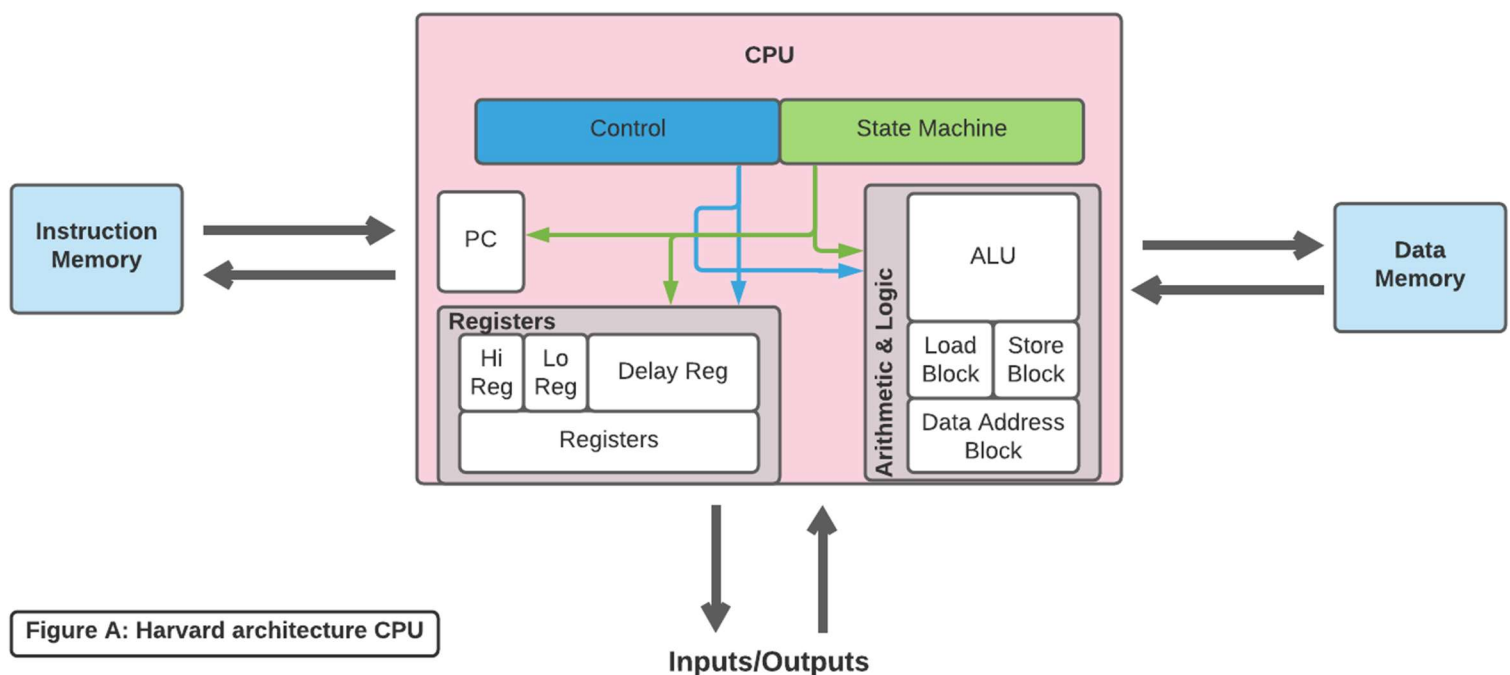 CPU
Control
State Machine
Instruction
Memory
PC
ALU
Data
Memory
Arithmetic & Logic
Registers
Hi
Reg
Lo
Reg
Delay Reg
Registers
Load
Block
Store
Block
Data Address
Block
Figure A: Harvard architecture CPU
Inputs/Outputs